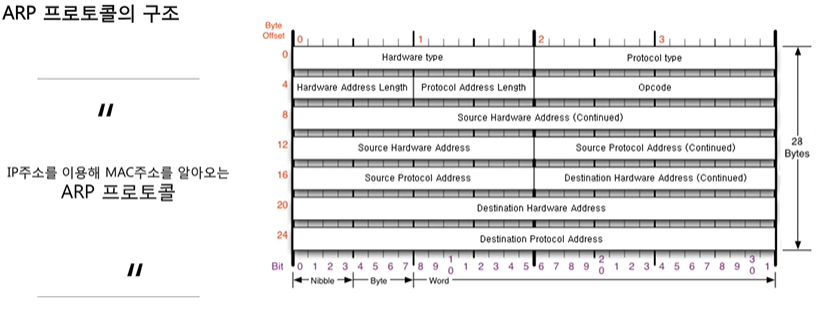 ARP 프로토콜의 구조
〃
IP주소를 이용해 MAC주소를 알아오는
ARP 프로토콜
〃
Byte
Offset
0 1 2 3
0 Hardware type Protocol type
4 Hardware Address Length Protocol Address Length Opcode
8 Source Hardware Address (Continued)
12 Source Hardware Address Source Protocol Address (Continued)
16 Source Protocol Address Destination Hardware Address (Continued)
20 Destination Hardware Address
24 Destination Protocol Address
28
Bytes
Bit 0 1 2 3 4 5 6 7 8 9 10 1 2 3 4 5 6 7 8 9 20 1 2 3 4 5 6 7 8 9 30 1
Nibble Byte Word